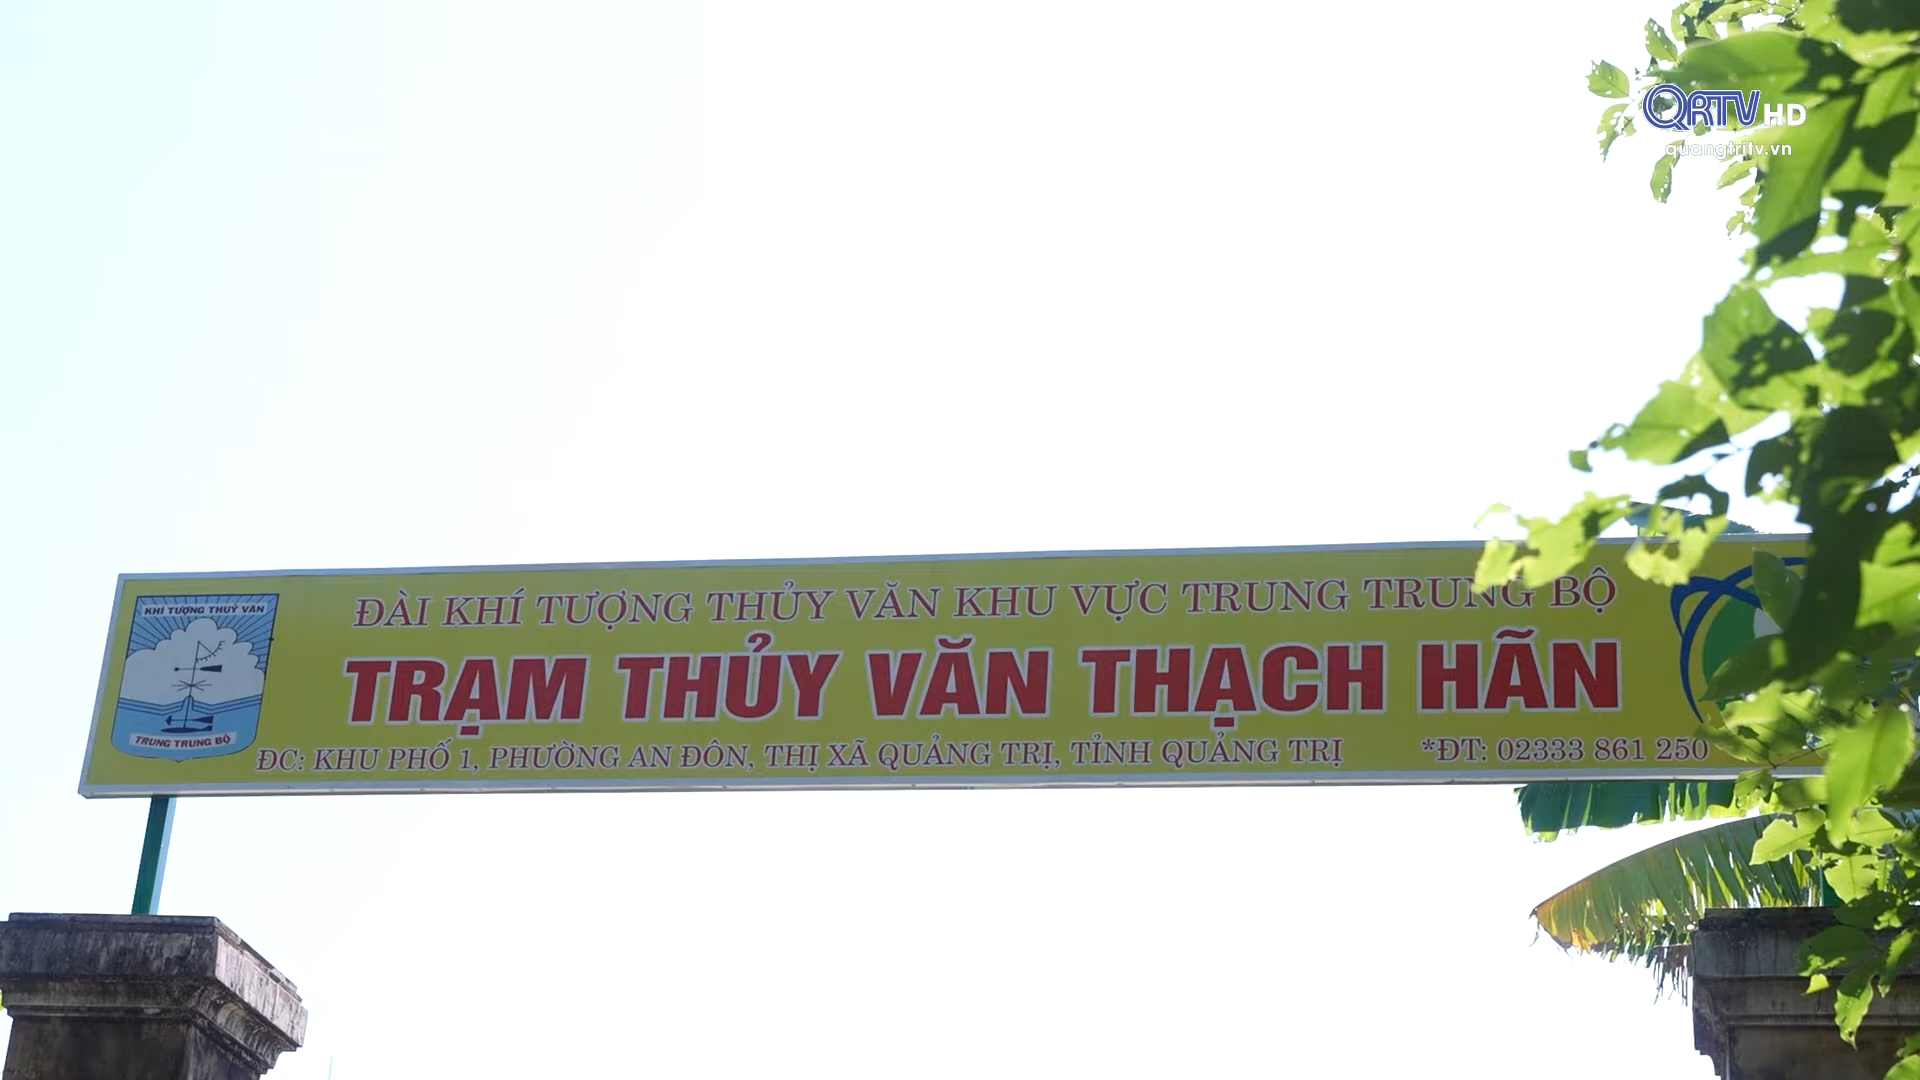 QRTV HD
quangtritv.vn
ĐÀI KHÍ TƯỢNG THỦY VĂN KHU VỰC TRUNG TRUNG BỘ
TRẠM THỦY VĂN THẠCH HÃN
ĐC: KHU PHỐ 1, PHƯỜNG AN ĐÔN, THỊ XÃ QUẢNG TRỊ, TỈNH QUẢNG TRỊ *ĐT: 02333 861 250
KHÍ TƯỢNG THUỶ VĂN
TRUNG TRUNG BỘ